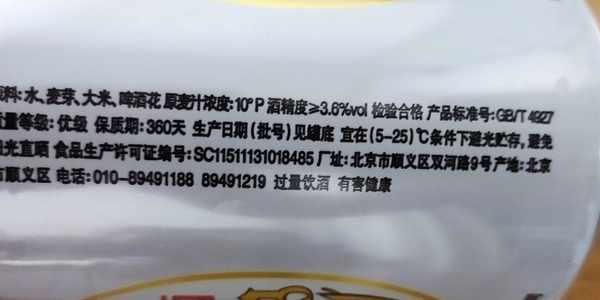 料:水、麦芽、大米、啤酒花 原麦汁浓度:10°P 酒精度≥3.6%vol 检验合格 产品标准号:GB/T 4927
量等级:优级 保质期:360天 生产日期(批号)见罐底 宜在(5-25)℃条件下避光贮存,避免
光直晒 食品生产许可证编号:SC11511131018485 厂址:北京市顺义区双河路9号 产地:北京
市顺义区 电话:010-89491188 89491219 过量饮酒 有害健康